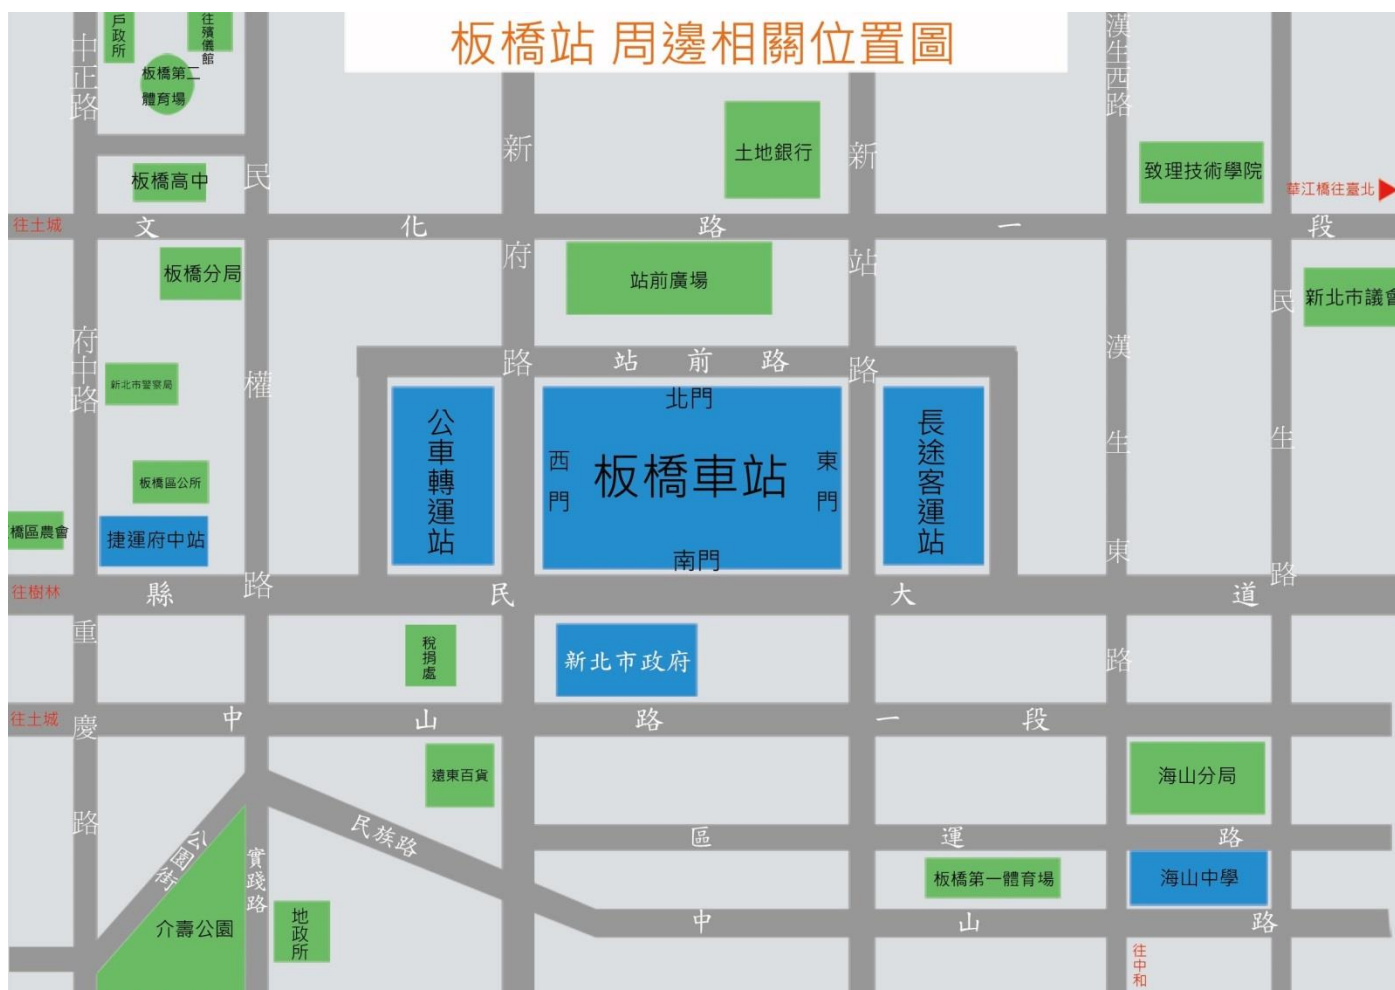 板橋站 周邊相關位置圖
戶政所
往殯儀館
板橋第二
體育場
中正路
漢生西路
土地銀行
致理技術學院
板橋高中
華江橋往臺北
往土城
文化路一段
民權路
新府路
新站路
板橋分局
站前廣場
新北市議會
府中路
站前路
漢生東路
民生路
新北市警察局
公車轉運站
北門
西門
板橋車站
東門
南門
長途客運站
板橋區公所
橋區農會
捷運府中站
往樹林
縣民大道
重慶路
稅捐處
新北市政府
往土城
中山路一段
遠東百貨
海山分局
民族路
公園街
實踐路
區運路
板橋第一體育場
海山中學
介壽公園
地政所
中山路
往中和